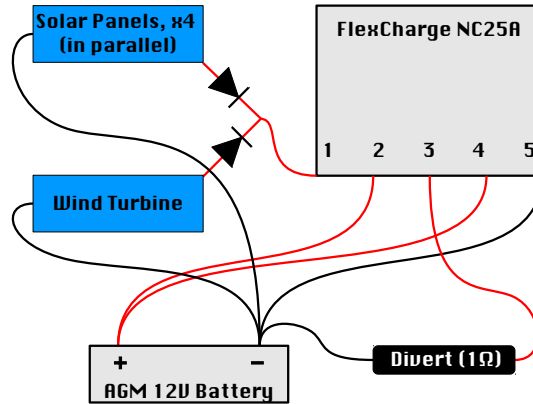 Solar Panels, x4
(in parallel)
FlexCharge NC25A
1 2 3 4 5
Wind Turbine
+ −
AGM 12V Battery
Divert (1Ω)